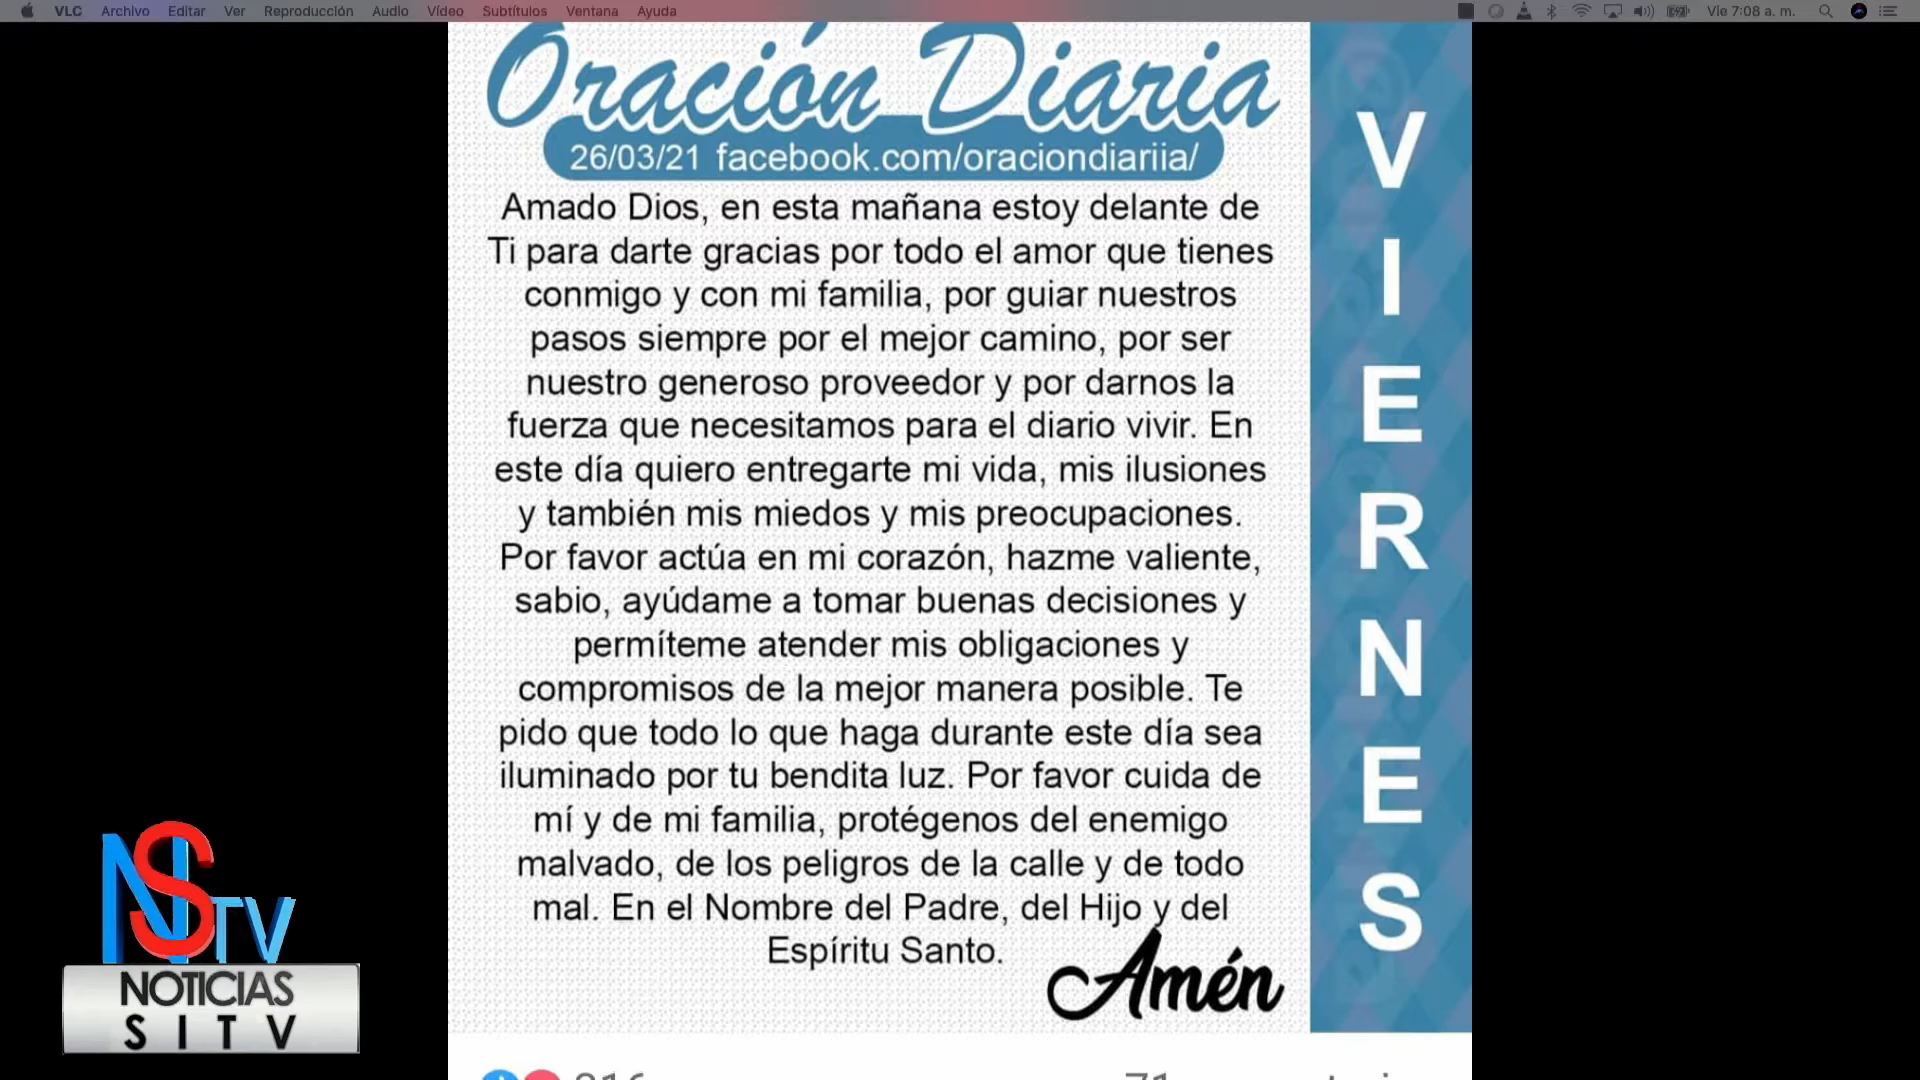 VLC Archivo Editar Ver Reproducción Audio Vídeo Subtítulos Ventana Ayuda
Vie 7:08 a. m.
Oración Diaria
26/03/21 facebook.com/oraciondiariia/
Amado Dios, en esta mañana estoy delante de
Ti para darte gracias por todo el amor que tienes
conmigo y con mi familia, por guiar nuestros
pasos siempre por el mejor camino, por ser
nuestro generoso proveedor y por darnos la
fuerza que necesitamos para el diario vivir. En
este día quiero entregarte mi vida, mis ilusiones
y también mis miedos y mis preocupaciones.
Por favor actúa en mi corazón, hazme valiente,
sabio, ayúdame a tomar buenas decisiones y
permíteme atender mis obligaciones y
compromisos de la mejor manera posible. Te
pido que todo lo que haga durante este día sea
iluminado por tu bendita luz. Por favor cuida de
mí y de mi familia, protégenos del enemigo
malvado, de los peligros de la calle y de todo
mal. En el Nombre del Padre, del Hijo y del
Espíritu Santo.
Amén
VIERNES
NSTV
NOTICIAS
SITV